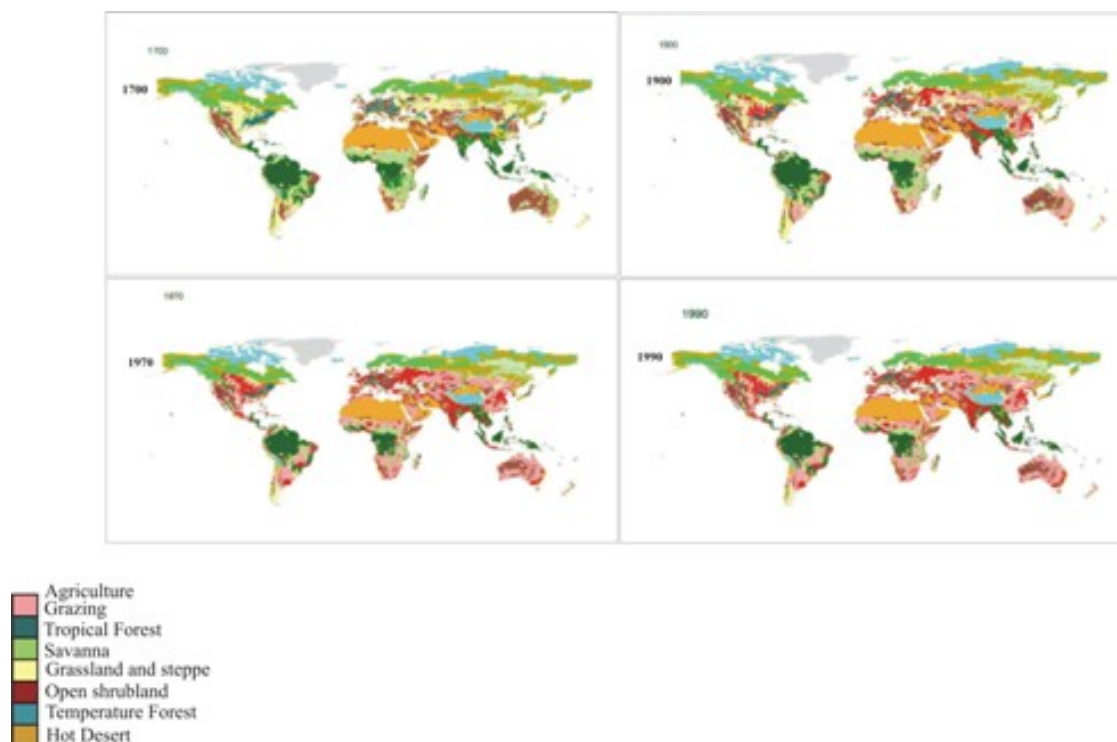 1700
1700
1900
1900
1970
1970
1990
1990
Agriculture
Grazing
Tropical Forest
Savanna
Grassland and steppe
Open shrubland
Temperature Forest
Hot Desert